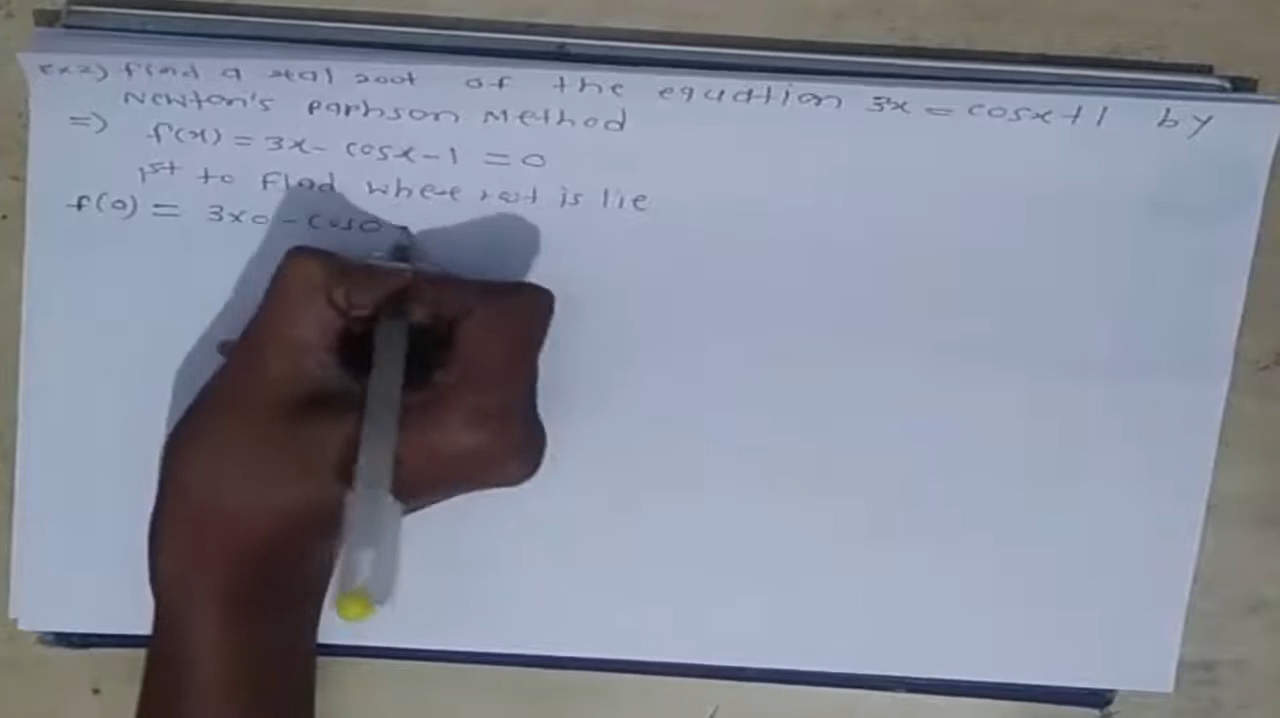 Ex2) find a real root of the equation 3x = cosx+1 by
Newton's Raphson Method
=> f(x) = 3x - cosx - 1 = 0
1st to find where root is lie
f(0) = 3x0 - cos0 -